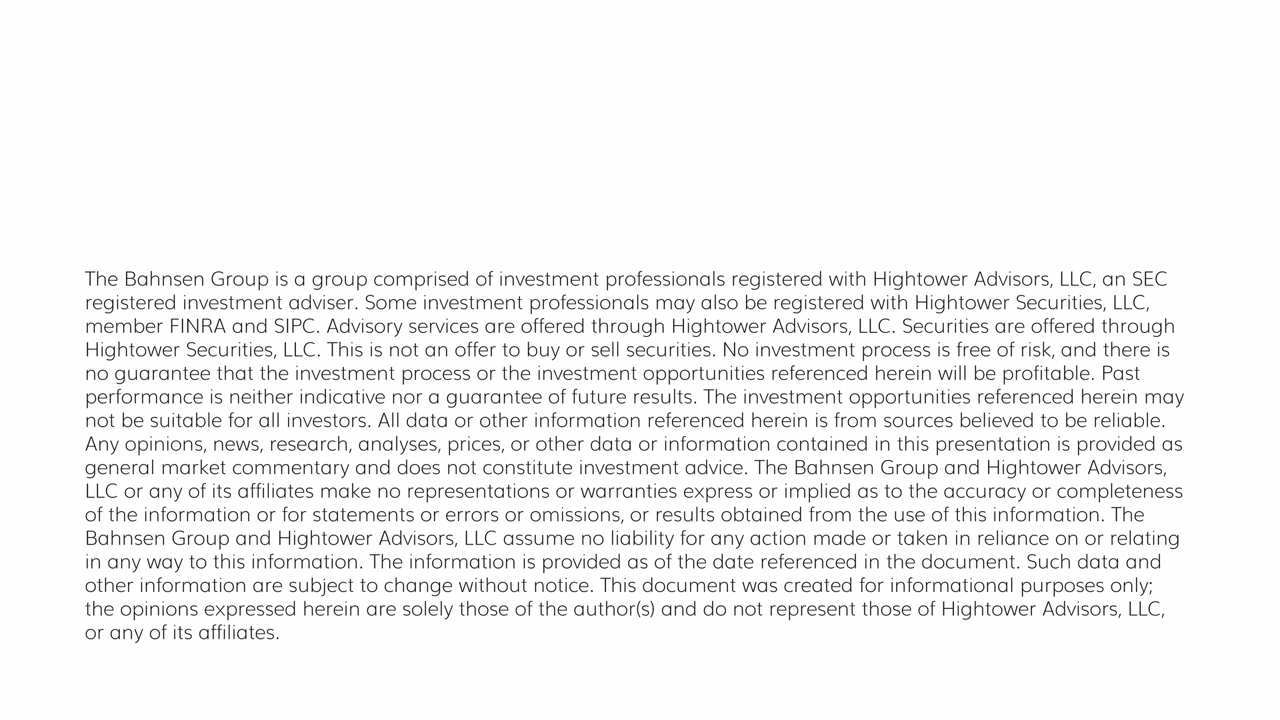 The Bahnsen Group is a group comprised of investment professionals registered with Hightower Advisors, LLC, an SEC
registered investment adviser. Some investment professionals may also be registered with Hightower Securities, LLC,
member FINRA and SIPC. Advisory services are offered through Hightower Advisors, LLC. Securities are offered through
Hightower Securities, LLC. This is not an offer to buy or sell securities. No investment process is free of risk, and there is
no guarantee that the investment process or the investment opportunities referenced herein will be profitable. Past
performance is neither indicative nor a guarantee of future results. The investment opportunities referenced herein may
not be suitable for all investors. All data or other information referenced herein is from sources believed to be reliable.
Any opinions, news, research, analyses, prices, or other data or information contained in this presentation is provided as
general market commentary and does not constitute investment advice. The Bahnsen Group and Hightower Advisors,
LLC or any of its affiliates make no representations or warranties express or implied as to the accuracy or completeness
of the information or for statements or errors or omissions, or results obtained from the use of this information. The
Bahnsen Group and Hightower Advisors, LLC assume no liability for any action made or taken in reliance on or relating
in any way to this information. The information is provided as of the date referenced in the document. Such data and
other information are subject to change without notice. This document was created for informational purposes only;
the opinions expressed herein are solely those of the author(s) and do not represent those of Hightower Advisors, LLC,
or any of its affiliates.